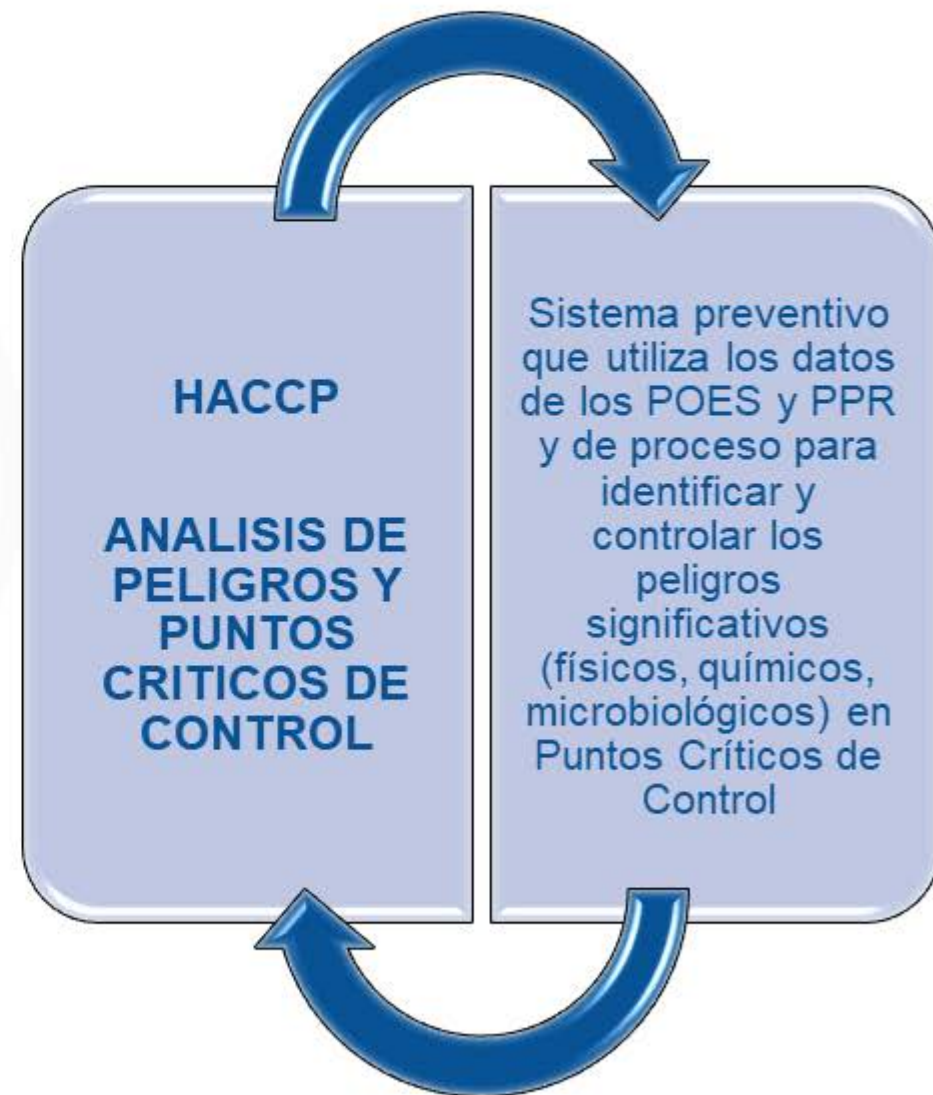 HACCP
ANALISIS DE
PELIGROS Y
PUNTOS
CRITICOS DE
CONTROL
Sistema preventivo
que utiliza los datos
de los POES y PPR
y de proceso para
identificar y
controlar los
peligros
significativos
(físicos, químicos,
microbiológicos) en
Puntos Críticos de
Control